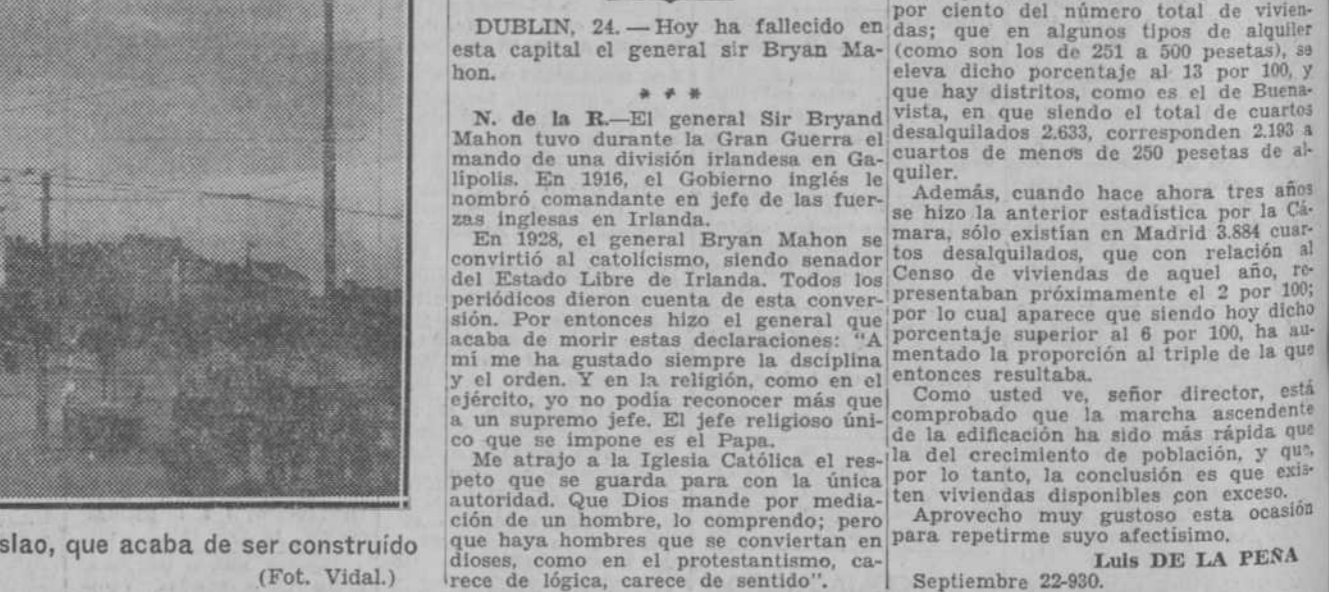 slao, que acaba de ser construído
(Fot. Vidal.)
DUBLIN, 24.—Hoy ha fallecido en
esta capital el general sir Bryan Ma-
hon.
* * *
N. de la R.—El general Sir Bryand
Mahon tuvo durante la Gran Guerra el
mando de una división irlandesa en Ga-
lípolis. En 1916, el Gobierno inglés le
nombró comandante en jefe de las fuer-
zas inglesas en Irlanda.
En 1928, el general Bryan Mahon se
convirtió al catolicismo, siendo senador
del Estado Libre de Irlanda. Todos los
periódicos dieron cuenta de esta conver-
sión. Por entonces hizo el general que
acaba de morir estas declaraciones: "A
mí me ha gustado siempre la dsciplina
y el orden. Y en la religión, como en el
ejército, yo no podía reconocer más que
a un supremo jefe. El jefe religioso úni-
co que se impone es el Papa.
Me atrajo a la Iglesia Católica el res-
peto que se guarda para con la única
autoridad. Que Dios mande por media-
ción de un hombre, lo comprendo; pero
que haya hombres que se conviertan en
dioses, como en el protestantismo, ca-
rece de lógica, carece de sentido".
por ciento del número total de vivien-
das; que en algunos tipos de alquiler
(como son los de 251 a 500 pesetas), se
eleva dicho porcentaje al 13 por 100, y
que hay distritos, como es el de Buena-
vista, en que siendo el total de cuartos
desalquilados 2.633, corresponden 2.193 a
cuartos de menos de 250 pesetas de al-
quiler.
Además, cuando hace ahora tres años
se hizo la anterior estadística por la Cá-
mara, sólo existían en Madrid 3.884 cuar-
tos desalquilados, que con relación al
Censo de viviendas de aquel año, re-
presentaban próximamente el 2 por 100;
por lo cual aparece que siendo hoy dicho
porcentaje superior al 6 por 100, ha au-
mentado la proporción al triple de la que
entonces resultaba.
Como usted ve, señor director, está
comprobado que la marcha ascendente
de la edificación ha sido más rápida que
la del crecimiento de población, y que,
por lo tanto, la conclusión es que exis-
ten viviendas disponibles con exceso.
Aprovecho muy gustoso esta ocasión
para repetirme suyo afectísimo.
Luis DE LA PEÑA
Septiembre 22-930.